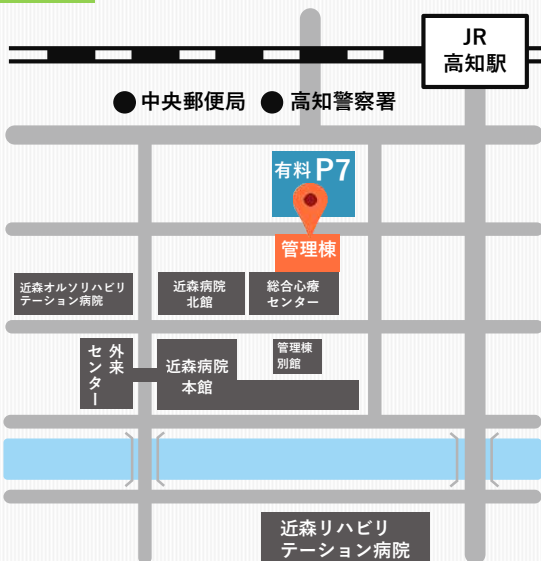 JR
高知駅
中央郵便局
高知警察署
有料 P7
管理棟
近森オルソリハビリ
テーション病院
近森病院
北館
総合心療
センター
外来
センター
近森病院
本館
管理棟
別館
近森リハビリ
テーション病院